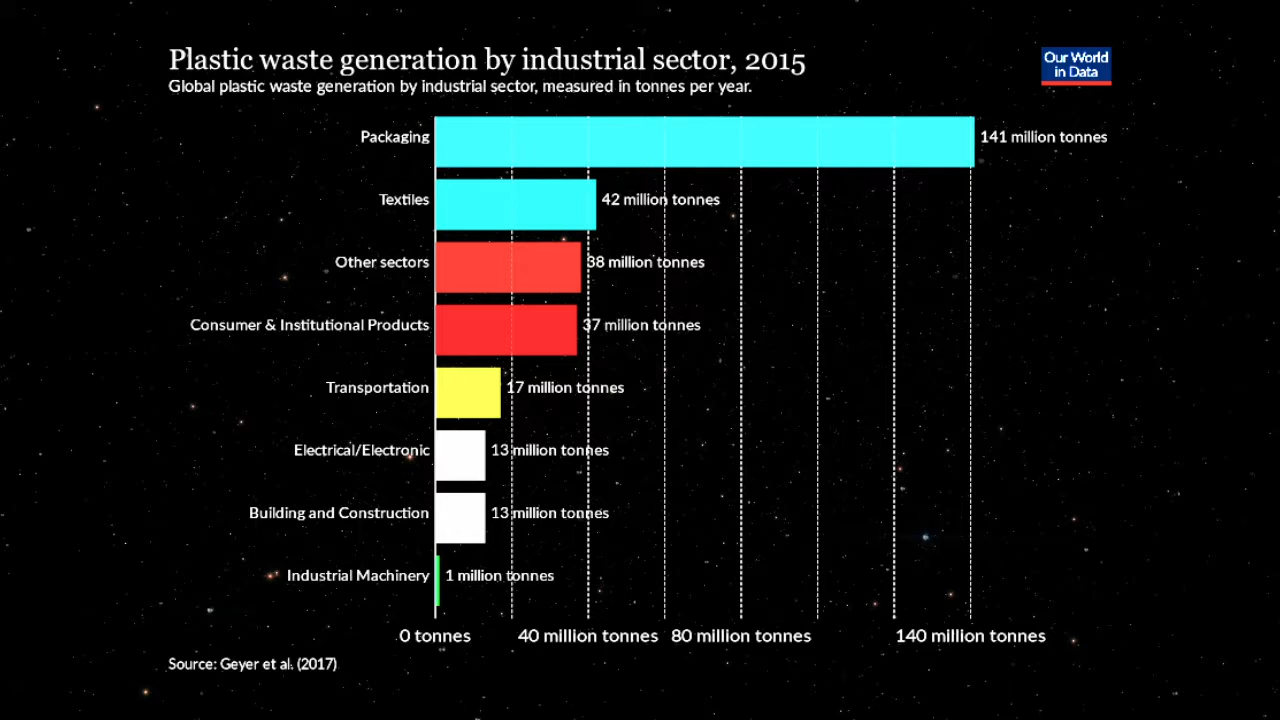 Plastic waste generation by industrial sector, 2015
Global plastic waste generation by industrial sector, measured in tonnes per year.
Our World
in Data
Packaging 141 million tonnes
Textiles 42 million tonnes
Other sectors 38 million tonnes
Consumer & Institutional Products 37 million tonnes
Transportation 17 million tonnes
Electrical/Electronic 13 million tonnes
Building and Construction 13 million tonnes
Industrial Machinery 1 million tonnes
0 tonnes 40 million tonnes 80 million tonnes 140 million tonnes
Source: Geyer et al. (2017)